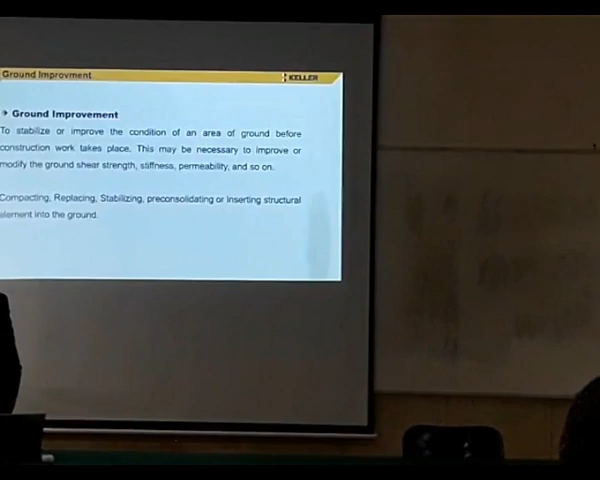 Ground Improvment
KELLER
Ground Improvement
To stabilize or improve the condition of an area of ground before
construction work takes place. This may be necessary to improve or
modify the ground shear strength, stiffness, permeability, and so on.
Compacting, Replacing, Stabilizing, preconsolidating or Inserting structural
element into the ground.